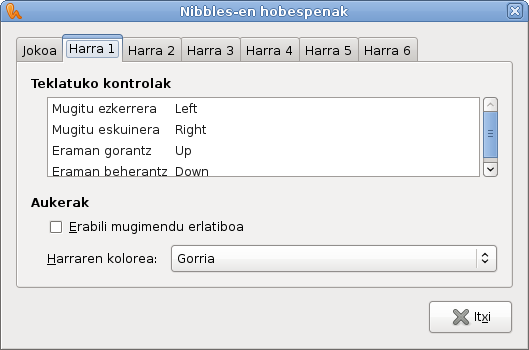 Nibbles-en hobespenak
Jokoa Harra 1 Harra 2 Harra 3 Harra 4 Harra 5 Harra 6
Teklatuko kontrolak
Mugitu ezkerrera Left
Mugitu eskuinera Right
Eraman gorantz Up
Eraman beherantz Down
Aukerak
Erabili mugimendu erlatiboa
Harraren kolorea: Gorria
Itxi